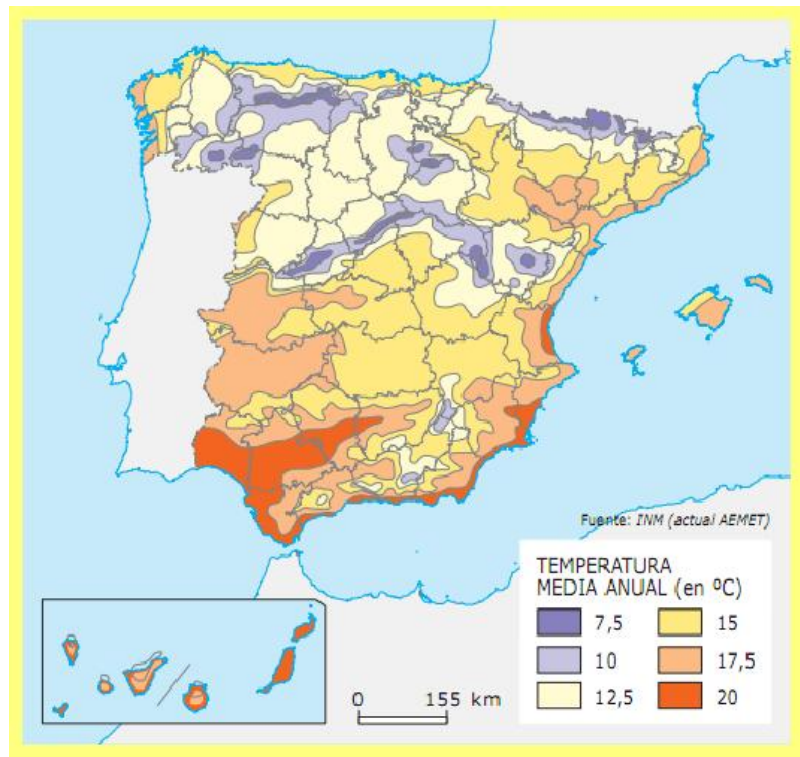 Fuente: INM (actual AEMET)
TEMPERATURA
MEDIA ANUAL (en ºC)
7,5 15
10 17,5
12,5 20
0 155 km